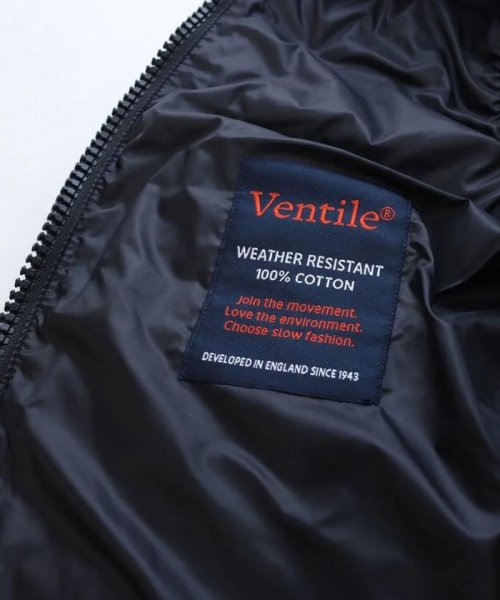 Ventile®
WEATHER RESISTANT
100% COTTON
Join the movement.
Love the environment.
Choose slow fashion.
DEVELOPED IN ENGLAND SINCE 1943